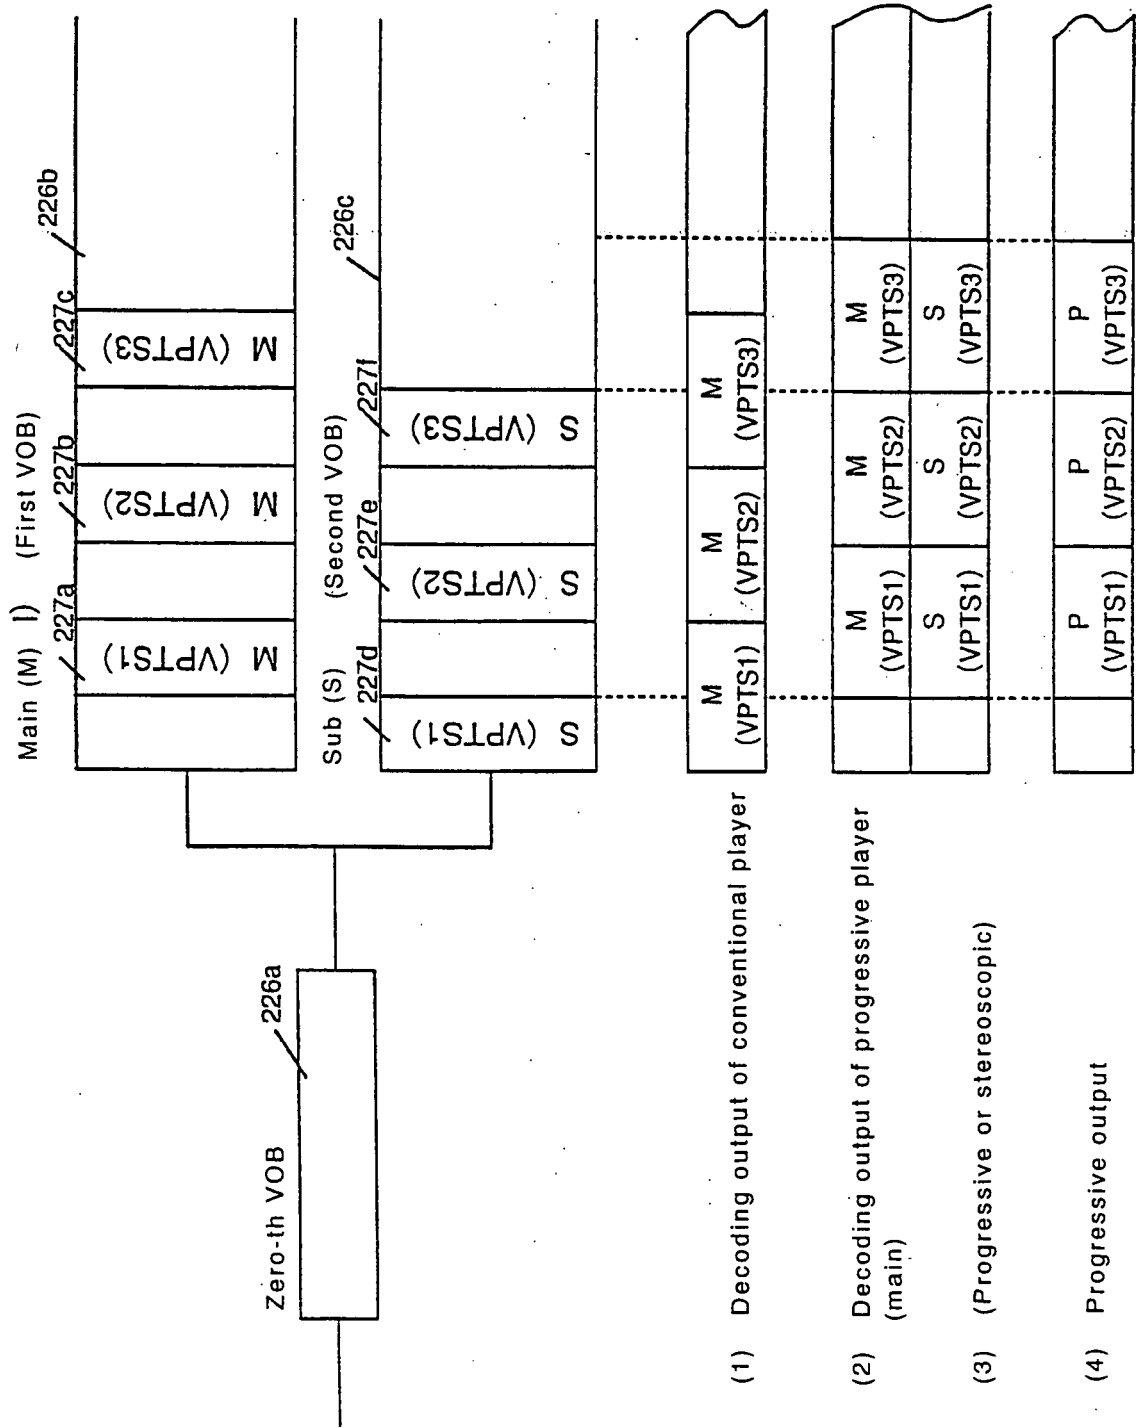 Main (M) I) (First VOB)
227a
227b
227c
226b
M (VPTS1)
M (VPTS2)
M (VPTS3)
Sub (S) (Second VOB)
227d
227e
227f
226c
S (VPTS1)
S (VPTS2)
S (VPTS3)
Zero-th VOB
226a
(1) Decoding output of conventional player
M
(VPTS1)
M
(VPTS2)
M
(VPTS3)
(2) Decoding output of progressive player
(main)
M
(VPTS1)
M
(VPTS2)
M
(VPTS3)
(3) (Progressive or stereoscopic)
S
(VPTS1)
S
(VPTS2)
S
(VPTS3)
(4) Progressive output
P
(VPTS1)
P
(VPTS2)
P
(VPTS3)